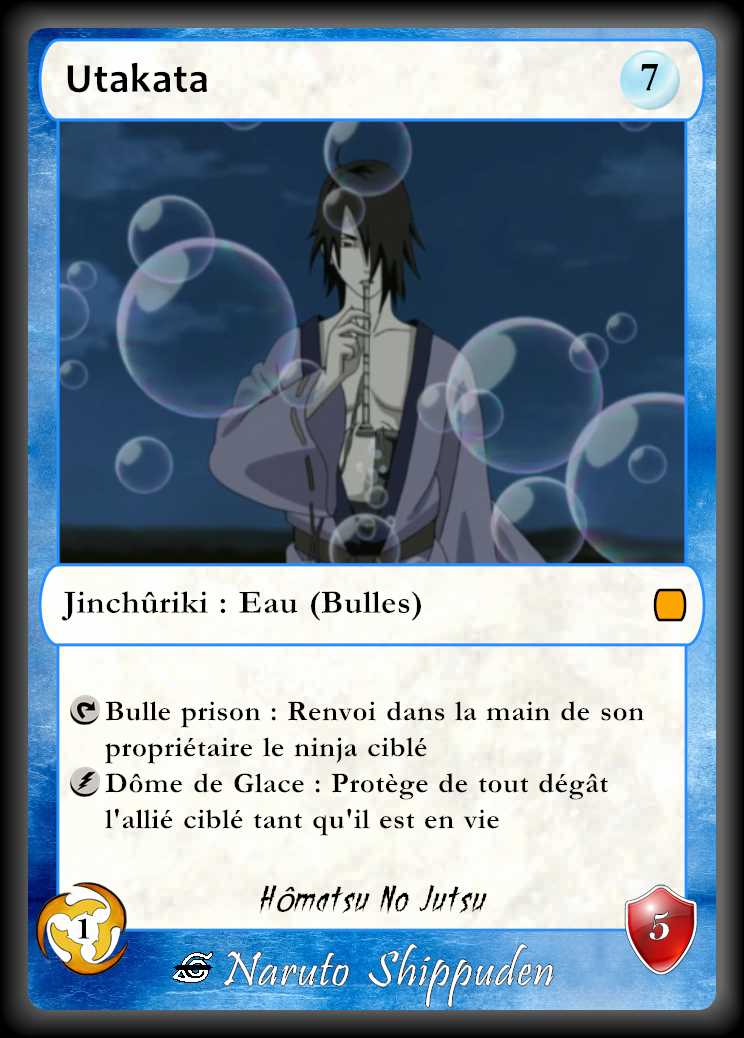 Utakata
7
Jinchûriki : Eau (Bulles)
Bulle prison : Renvoi dans la main de son
propriétaire le ninja ciblé
Dôme de Glace : Protège de tout dégât
l'allié ciblé tant qu'il est en vie
Hômatsu No Jutsu
1
5
Naruto Shippuden